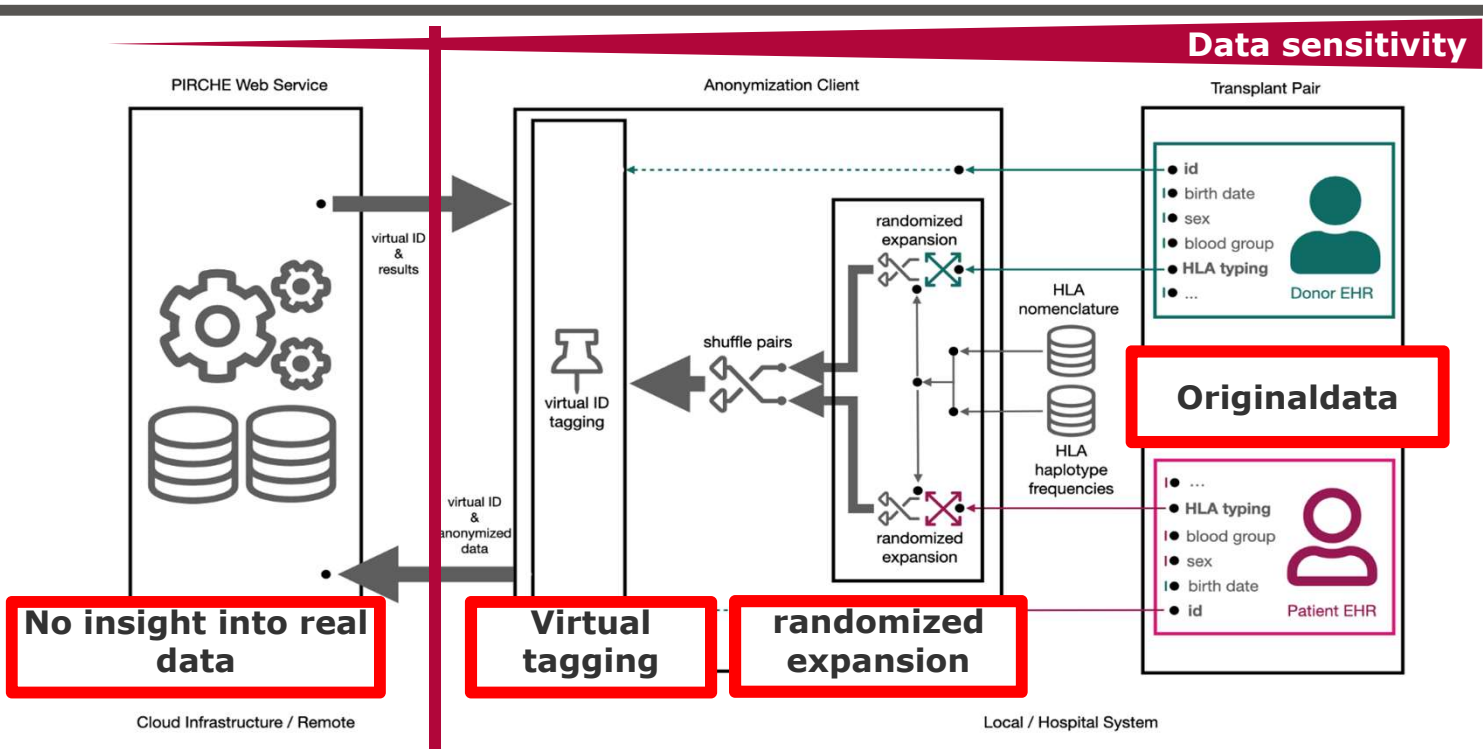 Data sensitivity
PIRCHE Web Service
Anonymization Client
Transplant Pair
id
birth date
sex
blood group
HLA typing
...
Donor EHR
randomized
expansion
virtual ID
&
results
HLA
nomenclature
shuffle pairs
virtual ID
tagging
Originaldata
HLA
haplotype
frequencies
...
HLA typing
blood group
sex
birth date
id
Patient EHR
virtual ID
&
anonymized
data
randomized
expansion
No insight into real
data
Virtual
tagging
randomized
expansion
Cloud Infrastructure / Remote
Local / Hospital System